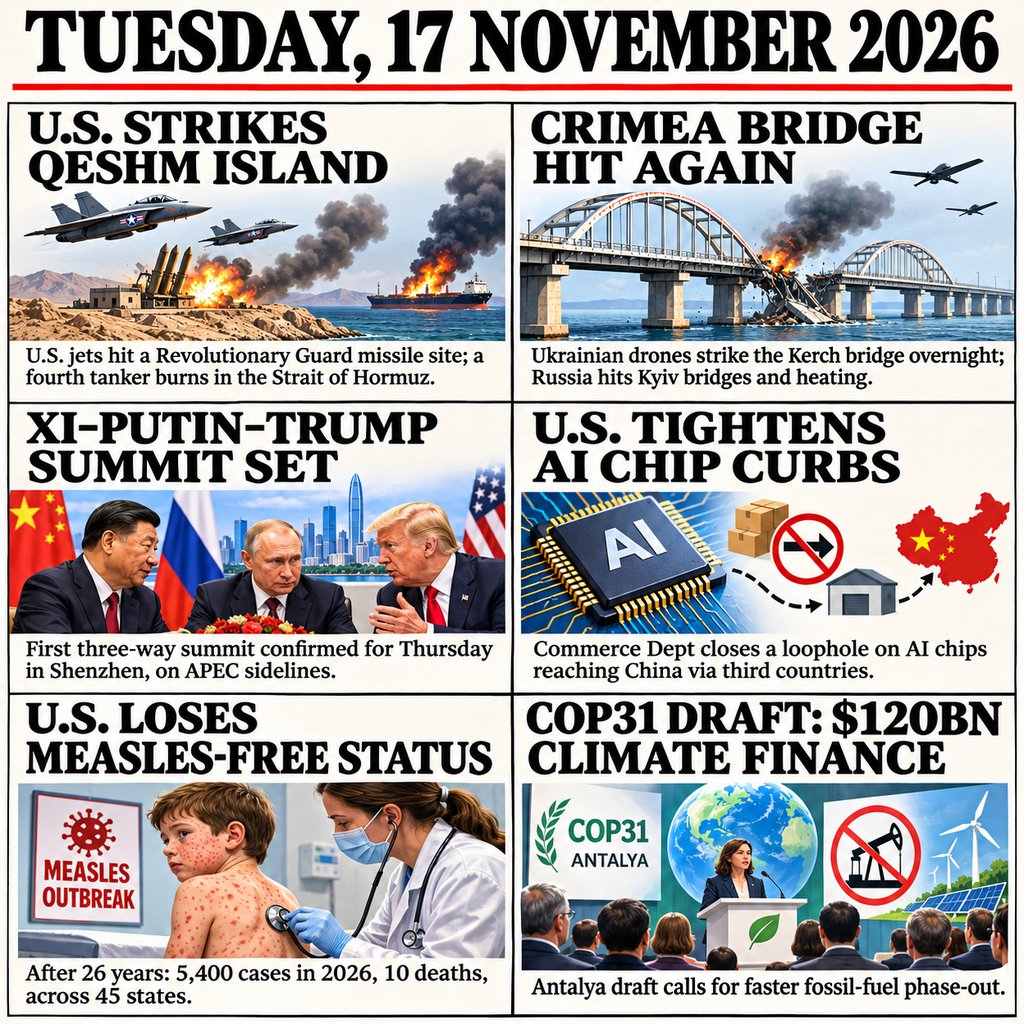 TUESDAY, 17 NOVEMBER 2026
U.S. STRIKES
QESHM ISLAND
U.S. jets hit a Revolutionary Guard missile site; a
fourth tanker burns in the Strait of Hormuz.
CRIMEA BRIDGE
HIT AGAIN
Ukrainian drones strike the Kerch bridge overnight;
Russia hits Kyiv bridges and heating.
XI–PUTIN–TRUMP
SUMMIT SET
First three-way summit confirmed for Thursday
in Shenzhen, on APEC sidelines.
U.S. TIGHTENS
AI CHIP CURBS
AI
Commerce Dept closes a loophole on AI chips
reaching China via third countries.
U.S. LOSES
MEASLES-FREE STATUS
MEASLES
OUTBREAK
After 26 years: 5,400 cases in 2026, 10 deaths,
across 45 states.
COP31 DRAFT: $120BN
CLIMATE FINANCE
COP31
ANTALYA
Antalya draft calls for faster fossil-fuel phase-out.